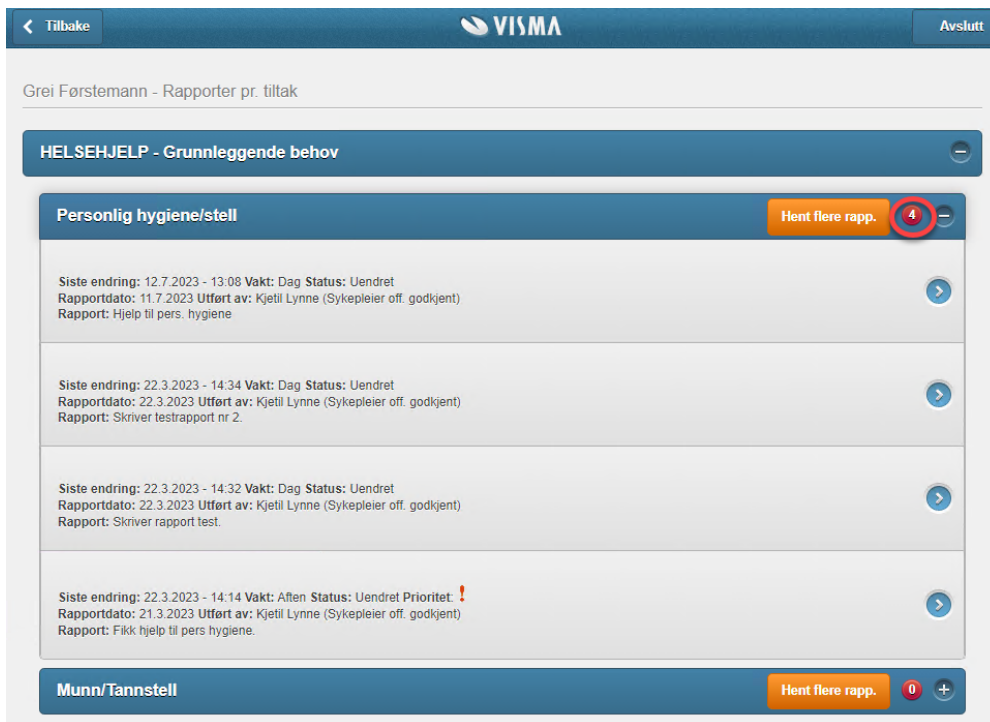 Tilbake
VISMA
Avslutt
Grei Førstemann - Rapporter pr. tiltak
HELSEHJELP - Grunnleggende behov
Personlig hygiene/stell
Hent flere rapp.
4
Siste endring: 12.7.2023 - 13:08 Vakt: Dag Status: Uendret
Rapportdato: 11.7.2023 Utført av: Kjetil Lynne (Sykepleier off. godkjent)
Rapport: Hjelp til pers. hygiene
Siste endring: 22.3.2023 - 14:34 Vakt: Dag Status: Uendret
Rapportdato: 22.3.2023 Utført av: Kjetil Lynne (Sykepleier off. godkjent)
Rapport: Skriver testrapport nr 2.
Siste endring: 22.3.2023 - 14:32 Vakt: Dag Status: Uendret
Rapportdato: 22.3.2023 Utført av: Kjetil Lynne (Sykepleier off. godkjent)
Rapport: Skriver rapport test.
Siste endring: 22.3.2023 - 14:14 Vakt: Aften Status: Uendret Prioritet: !
Rapportdato: 21.3.2023 Utført av: Kjetil Lynne (Sykepleier off. godkjent)
Rapport: Fikk hjelp til pers hygiene.
Munn/Tannstell
Hent flere rapp.
0